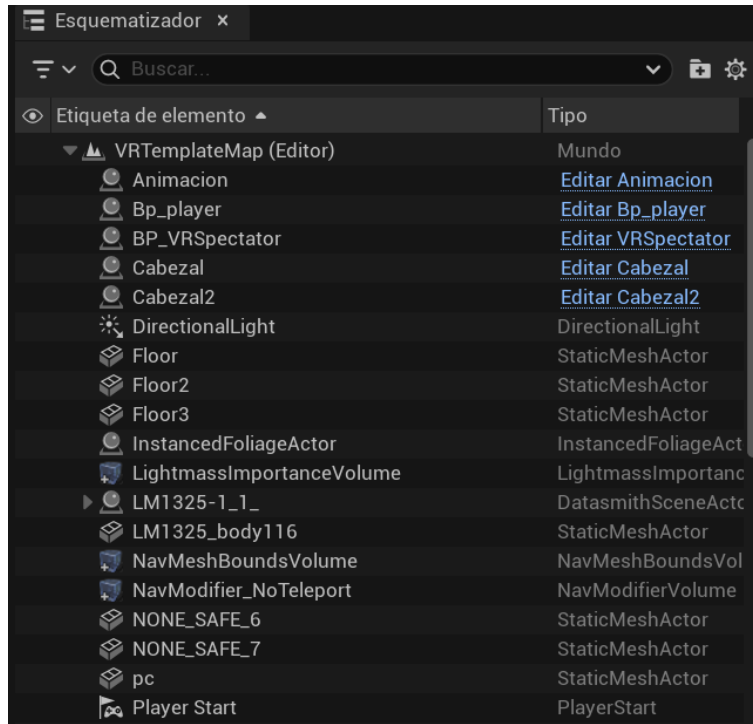 Esquematizador ×
Buscar...
Etiqueta de elemento Tipo
VRTemplateMap (Editor) Mundo
Animacion Editar Animacion
Bp_player Editar Bp_player
BP_VRSpectator Editar VRSpectator
Cabezal Editar Cabezal
Cabezal2 Editar Cabezal2
DirectionalLight DirectionalLight
Floor StaticMeshActor
Floor2 StaticMeshActor
Floor3 StaticMeshActor
InstancedFoliageActor InstancedFoliageAct
LightmassImportanceVolume LightmassImportanc
LM1325-1_1_ DatasmithSceneActo
LM1325_body116 StaticMeshActor
NavMeshBoundsVolume NavMeshBoundsVol
NavModifier_NoTeleport NavModifierVolume
NONE_SAFE_6 StaticMeshActor
NONE_SAFE_7 StaticMeshActor
pc StaticMeshActor
Player Start PlayerStart